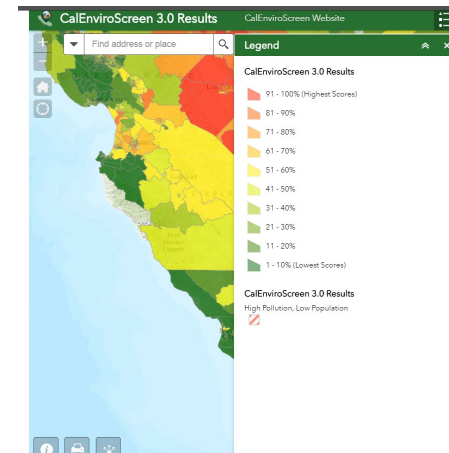 CalEnviroScreen 3.0 Results
CalEnviroScreen Website
Find address or place
Legend
CalEnviroScreen 3.0 Results
91 - 100% (Highest Scores)
81 - 90%
71 - 80%
61 - 70%
51 - 60%
41 - 50%
31 - 40%
21 - 30%
11 - 20%
1 - 10% (Lowest Scores)
CalEnviroScreen 3.0 Results
High Pollution, Low Population